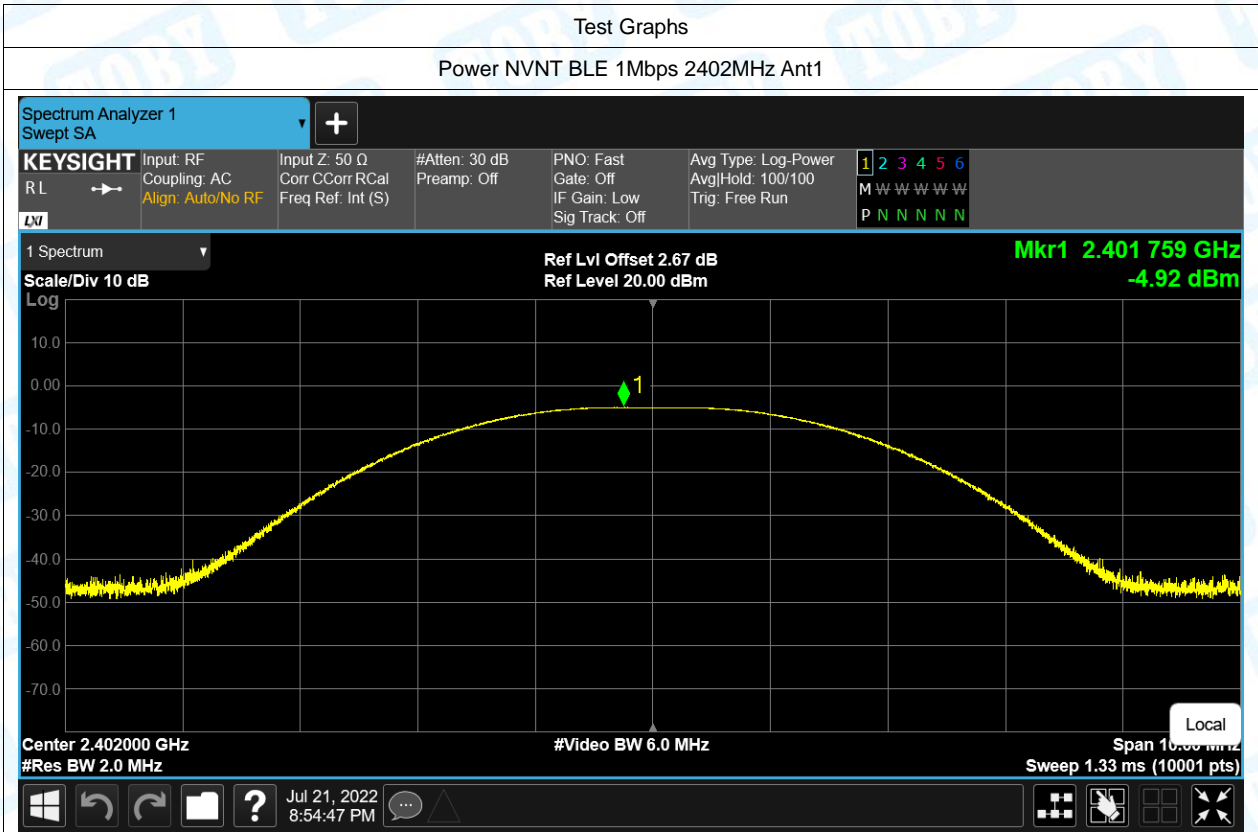 Test Graphs
Power NVNT BLE 1Mbps 2402MHz Ant1
Spectrum Analyzer 1
Swept SA
KEYSIGHT
R L
LXI
Input: RF
Coupling: AC
Align: Auto/No RF
Input Z: 50 Ω
Corr CCorr RCal
Freq Ref: Int (S)
#Atten: 30 dB
Preamp: Off
PNO: Fast
Gate: Off
IF Gain: Low
Sig Track: Off
Avg Type: Log-Power
Avg|Hold: 100/100
Trig: Free Run
1 2 3 4 5 6
M W W W W W
P N N N N N
1 Spectrum
Scale/Div 10 dB
Log
Ref Lvl Offset 2.67 dB
Ref Level 20.00 dBm
Mkr1 2.401 759 GHz
-4.92 dBm
10.0
0.00
-10.0
-20.0
-30.0
-40.0
-50.0
-60.0
-70.0
1
Local
Center 2.402000 GHz
#Res BW 2.0 MHz
#Video BW 6.0 MHz
Span 10.00 MHz
Sweep 1.33 ms (10001 pts)
?
Jul 21, 2022
8:54:47 PM
TOBY